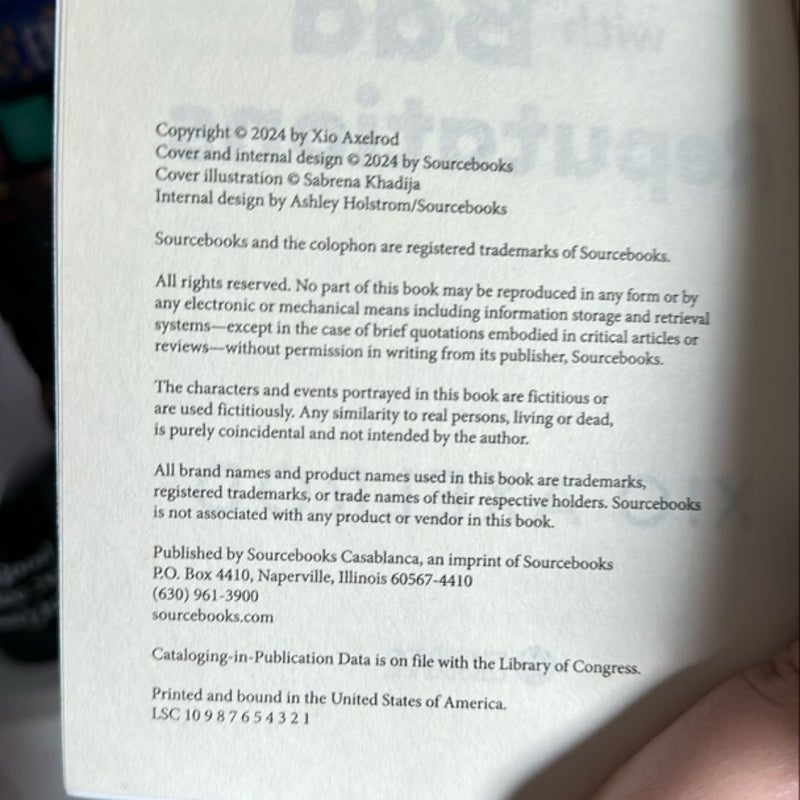 with
Bad
Reputations
Copyright © 2024 by Xio Axelrod
Cover and internal design © 2024 by Sourcebooks
Cover illustration © Sabrena Khadija
Internal design by Ashley Holstrom/Sourcebooks
Sourcebooks and the colophon are registered trademarks of Sourcebooks.
All rights reserved. No part of this book may be reproduced in any form or by
any electronic or mechanical means including information storage and retrieval
systems—except in the case of brief quotations embodied in critical articles or
reviews—without permission in writing from its publisher, Sourcebooks.
The characters and events portrayed in this book are fictitious or
are used fictitiously. Any similarity to real persons, living or dead,
is purely coincidental and not intended by the author.
All brand names and product names used in this book are trademarks,
registered trademarks, or trade names of their respective holders. Sourcebooks
is not associated with any product or vendor in this book.
Published by Sourcebooks Casablanca, an imprint of Sourcebooks
P.O. Box 4410, Naperville, Illinois 60567-4410
(630) 961-3900
sourcebooks.com
Cataloging-in-Publication Data is on file with the Library of Congress.
Printed and bound in the United States of America.
LSC 10 9 8 7 6 5 4 3 2 1